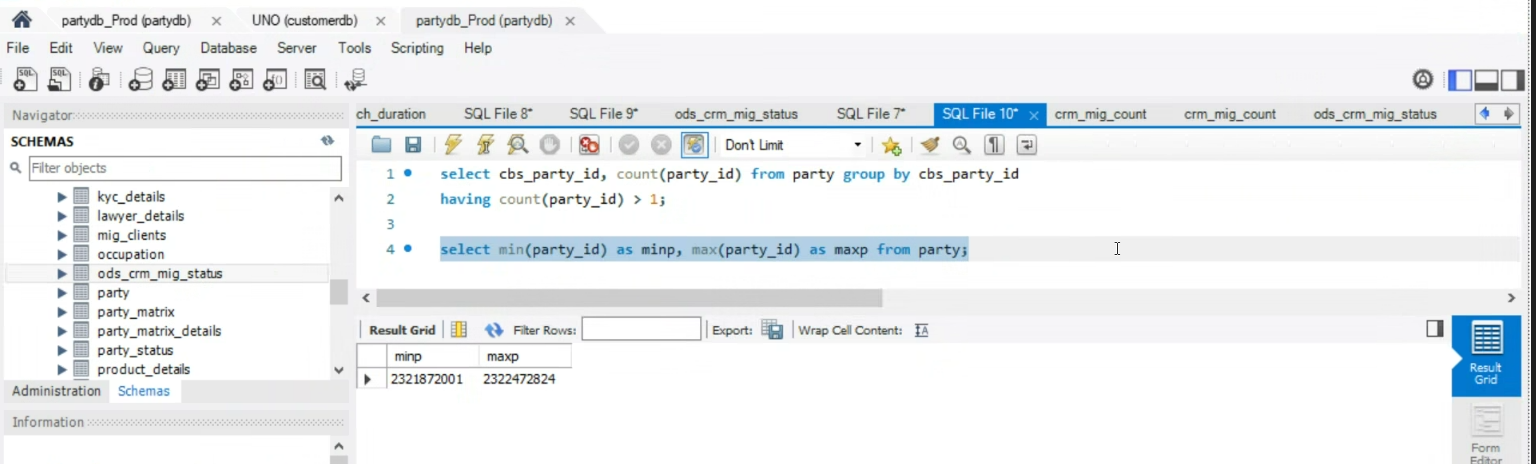 partydb_Prod (partydb) × UNO (customerdb) × partydb_Prod (partydb) ×
File Edit View Query Database Server Tools Scripting Help
Navigator
SCHEMAS
Filter objects
kyc_details
lawyer_details
mig_clients
occupation
ods_crm_mig_status
party
party_matrix
party_matrix_details
party_status
product_details
Administration Schemas
Information
ch_duration SQL File 8* SQL File 9* ods_crm_mig_status SQL File 7* SQL File 10* × crm_mig_count crm_mig_count ods_crm_mig_status
Don't Limit
1 select cbs_party_id, count(party_id) from party group by cbs_party_id
2 having count(party_id) > 1;
3
4 select min(party_id) as minp, max(party_id) as maxp from party;
Result Grid Filter Rows: Export: Wrap Cell Content:
minp maxp
2321872001 2322472824
Result
Grid
Form
Editor